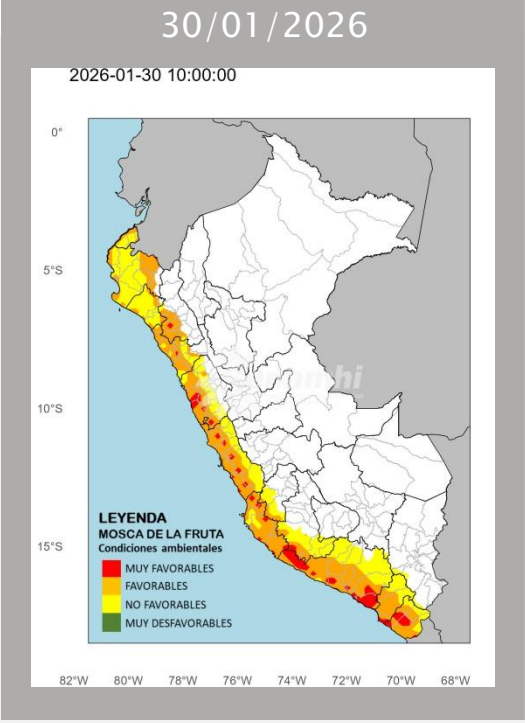 30/01/2026
2026-01-30 10:00:00
0°
5°S
10°S
15°S
LEYENDA
MOSCA DE LA FRUTA
Condiciones ambientales
MUY FAVORABLES
FAVORABLES
NO FAVORABLES
MUY DESFAVORABLES
82°W 80°W 78°W 76°W 74°W 72°W 70°W 68°W